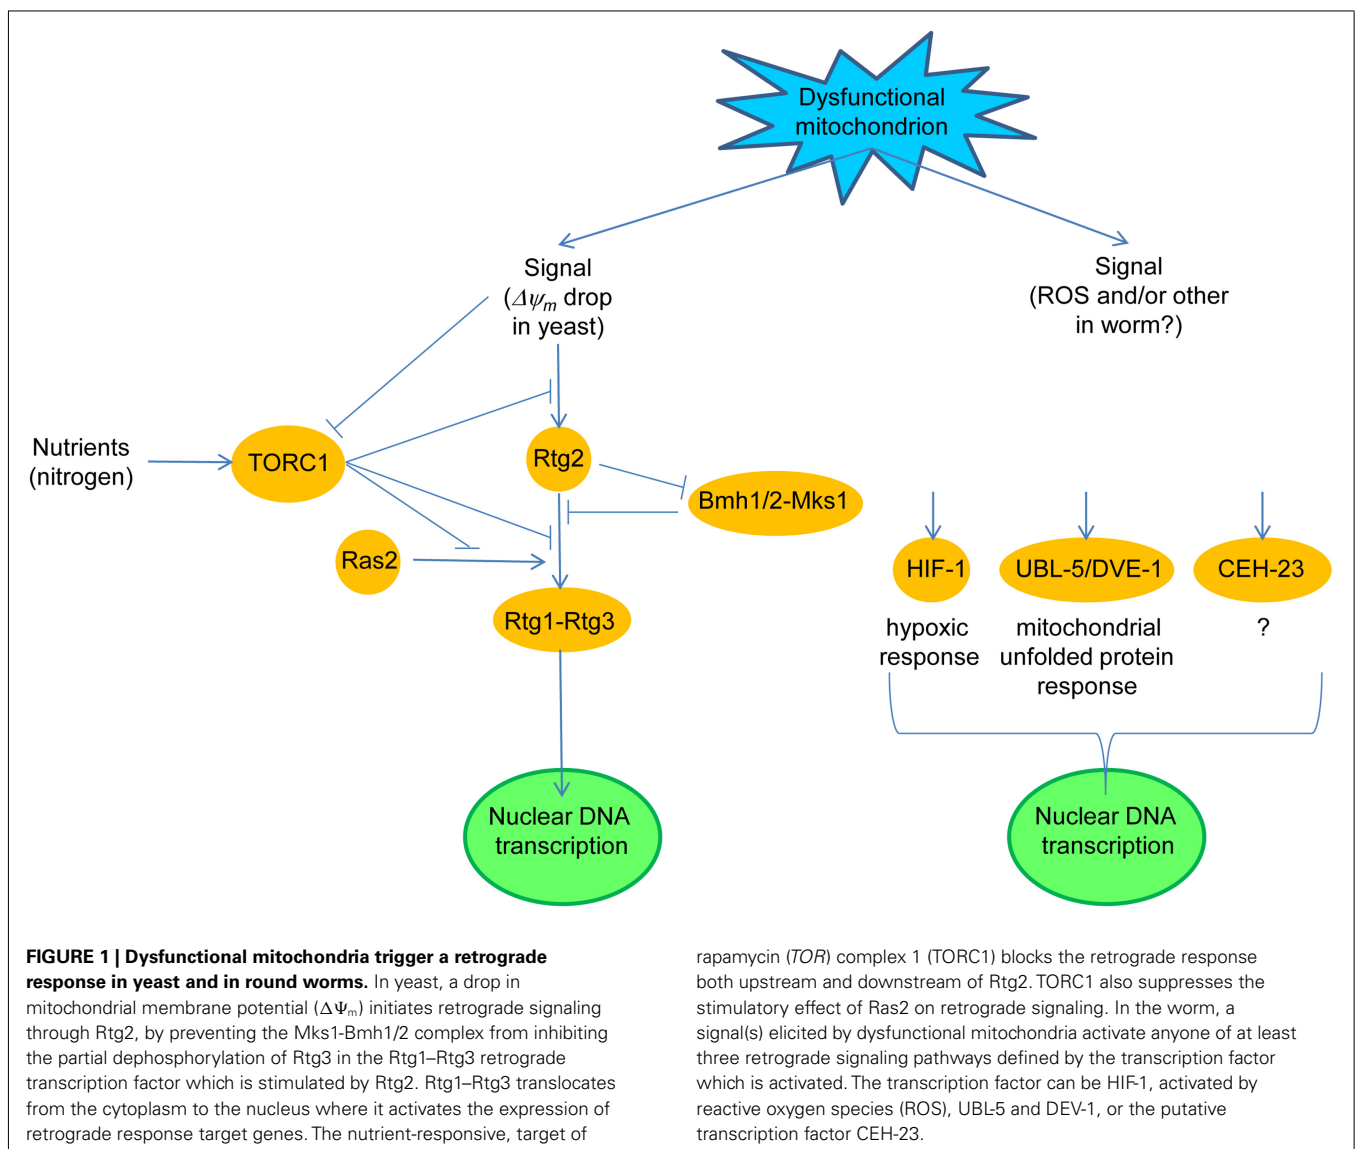 Dysfunctional
mitochondrion
Signal
(Δψm drop
in yeast)
Signal
(ROS and/or other
in worm?)
Nutrients
(nitrogen)
TORC1
Rtg2
Bmh1/2-Mks1
Ras2
Rtg1-Rtg3
HIF-1
UBL-5/DVE-1
CEH-23
hypoxic
response
mitochondrial
unfolded protein
response
?
Nuclear DNA
transcription
Nuclear DNA
transcription
FIGURE 1 | Dysfunctional mitochondria trigger a retrograde
response in yeast and in round worms. In yeast, a drop in
mitochondrial membrane potential (ΔΨm) initiates retrograde signaling
through Rtg2, by preventing the Mks1-Bmh1/2 complex from inhibiting
the partial dephosphorylation of Rtg3 in the Rtg1–Rtg3 retrograde
transcription factor which is stimulated by Rtg2. Rtg1–Rtg3 translocates
from the cytoplasm to the nucleus where it activates the expression of
retrograde response target genes. The nutrient-responsive, target of
rapamycin (TOR) complex 1 (TORC1) blocks the retrograde response
both upstream and downstream of Rtg2. TORC1 also suppresses the
stimulatory effect of Ras2 on retrograde signaling. In the worm, a
signal(s) elicited by dysfunctional mitochondria activate anyone of at least
three retrograde signaling pathways defined by the transcription factor
which is activated. The transcription factor can be HIF-1, activated by
reactive oxygen species (ROS), UBL-5 and DEV-1, or the putative
transcription factor CEH-23.